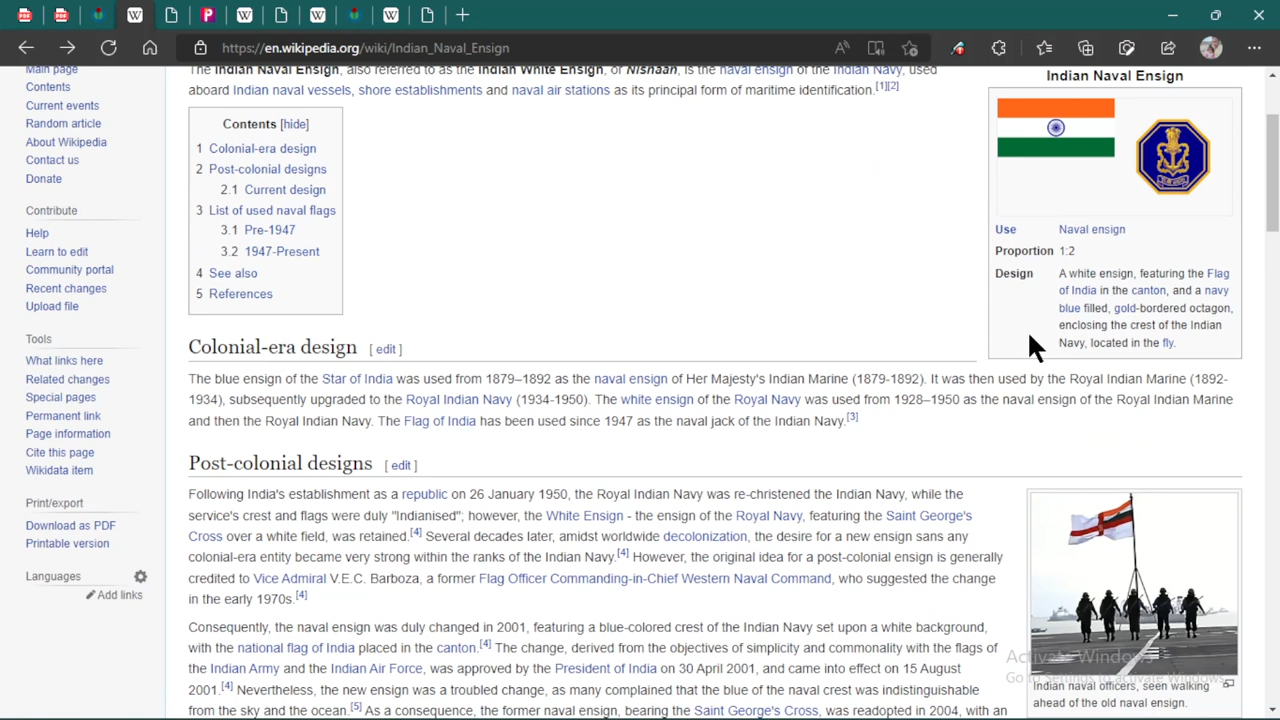 https://en.wikipedia.org/wiki/Indian_Naval_Ensign
Main page
Contents
Current events
Random article
About Wikipedia
Contact us
Donate
Contribute
Help
Learn to edit
Community portal
Recent changes
Upload file
Tools
What links here
Related changes
Special pages
Permanent link
Page information
Cite this page
Wikidata item
Print/export
Download as PDF
Printable version
Languages
Add links
The Indian Naval Ensign, also referred to as the Indian White Ensign, or Nishaan, is the naval ensign of the Indian Navy, used
aboard Indian naval vessels, shore establishments and naval air stations as its principal form of maritime identification.[1][2]
Contents [hide]
1 Colonial-era design
2 Post-colonial designs
2.1 Current design
3 List of used naval flags
3.1 Pre-1947
3.2 1947-Present
4 See also
5 References
Indian Naval Ensign
Use Naval ensign
Proportion 1:2
Design A white ensign, featuring the Flag
of India in the canton, and a navy
blue filled, gold-bordered octagon,
enclosing the crest of the Indian
Navy, located in the fly.
Colonial-era design [ edit ]
The blue ensign of the Star of India was used from 1879–1892 as the naval ensign of Her Majesty's Indian Marine (1879-1892). It was then used by the Royal Indian Marine (1892-
1934), subsequently upgraded to the Royal Indian Navy (1934-1950). The white ensign of the Royal Navy was used from 1928–1950 as the naval ensign of the Royal Indian Marine
and then the Royal Indian Navy. The Flag of India has been used since 1947 as the naval jack of the Indian Navy.[3]
Post-colonial designs [ edit ]
Following India's establishment as a republic on 26 January 1950, the Royal Indian Navy was re-christened the Indian Navy, while the
service's crest and flags were duly "Indianised"; however, the White Ensign - the ensign of the Royal Navy, featuring the Saint George's
Cross over a white field, was retained.[4] Several decades later, amidst worldwide decolonization, the desire for a new ensign sans any
colonial-era entity became very strong within the ranks of the Indian Navy.[4] However, the original idea for a post-colonial ensign is generally
credited to Vice Admiral V.E.C. Barboza, a former Flag Officer Commanding-in-Chief Western Naval Command, who suggested the change
in the early 1970s.[4]
Consequently, the naval ensign was duly changed in 2001, featuring a blue-colored crest of the Indian Navy set upon a white background,
with the national flag of India placed in the canton.[4] The change, derived from the objectives of simplicity and commonality with the flags of
the Indian Army and the Indian Air Force, was approved by the President of India on 30 April 2001, and came into effect on 15 August
2001.[4] Nevertheless, the new ensign was a troubled change, as many complained that the blue of the naval crest was indistinguishable
from the sky and the ocean.[5] As a consequence, the former naval ensign, bearing the Saint George's Cross, was readopted in 2004, with an
Activate Windows
Go to Settings to activate Windows.
Indian naval officers, seen walking
ahead of the old naval ensign.